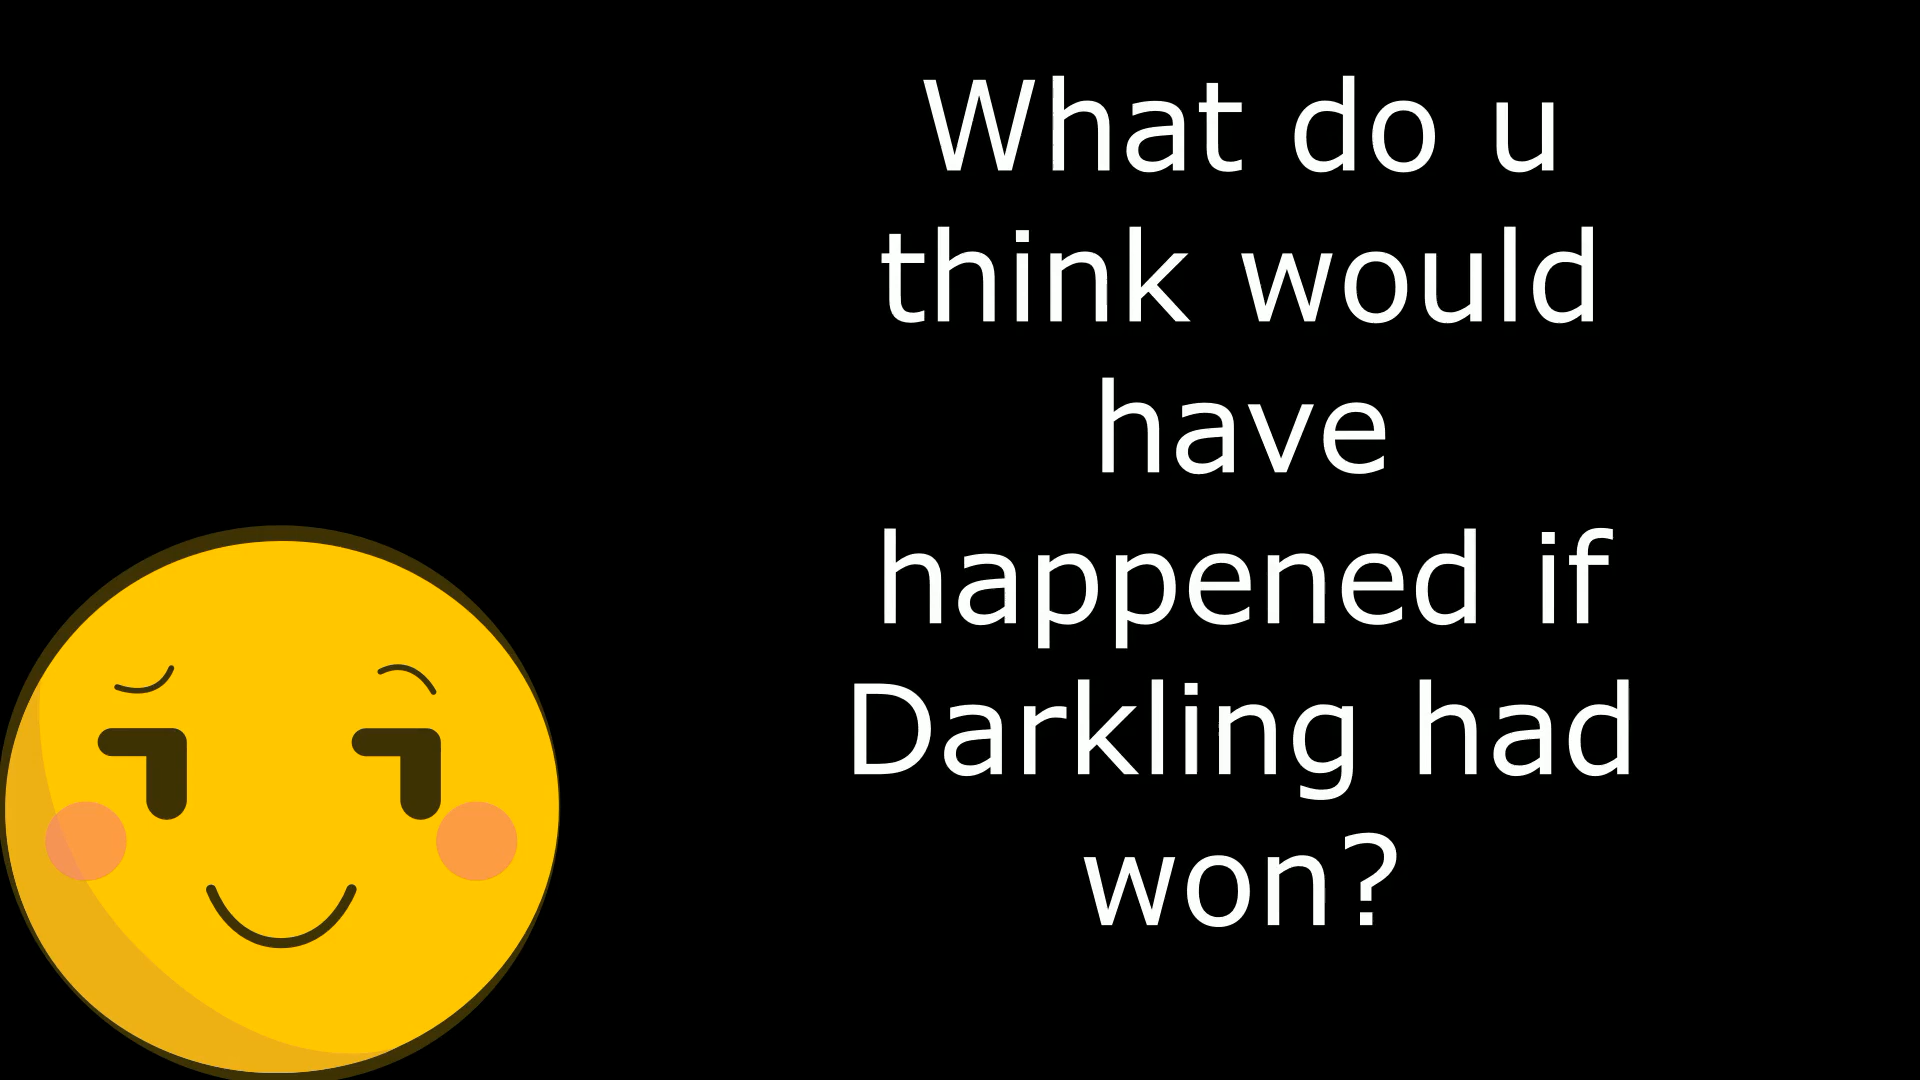 What do u
think would
have
happened if
Darkling had
won?